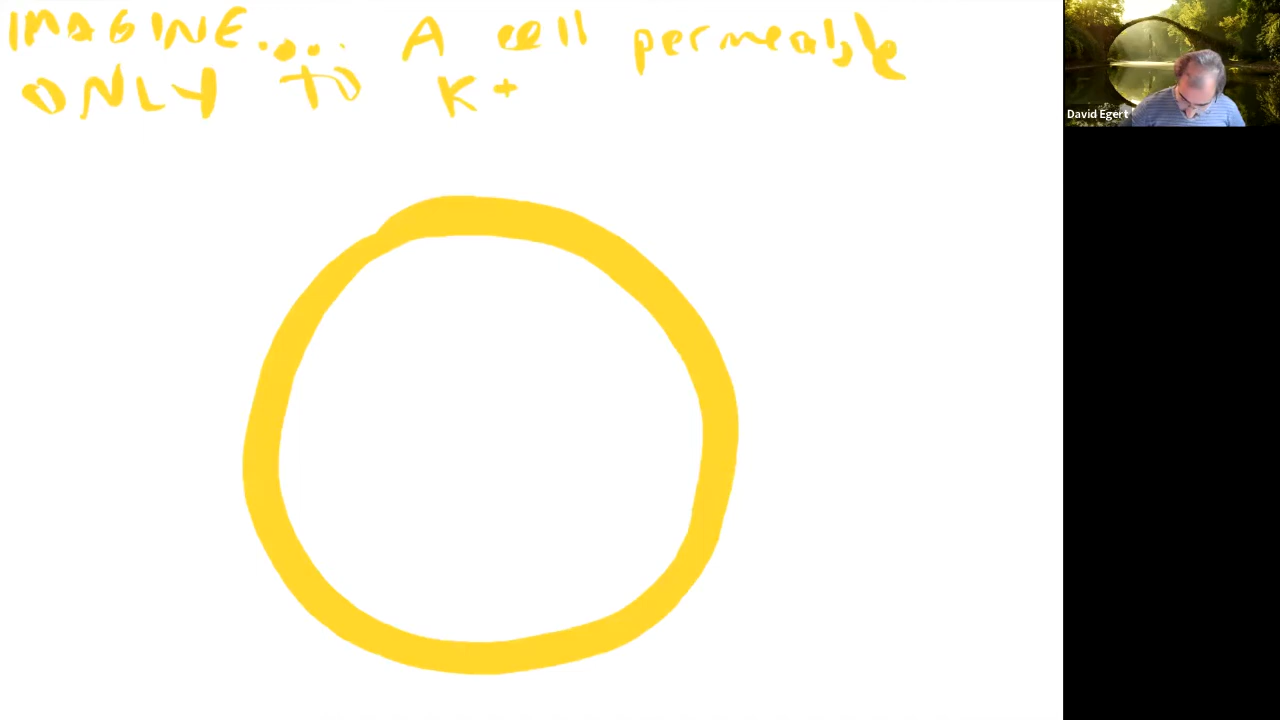 IMAGINE.... A cell permeable
ONLY to K+
David Egert